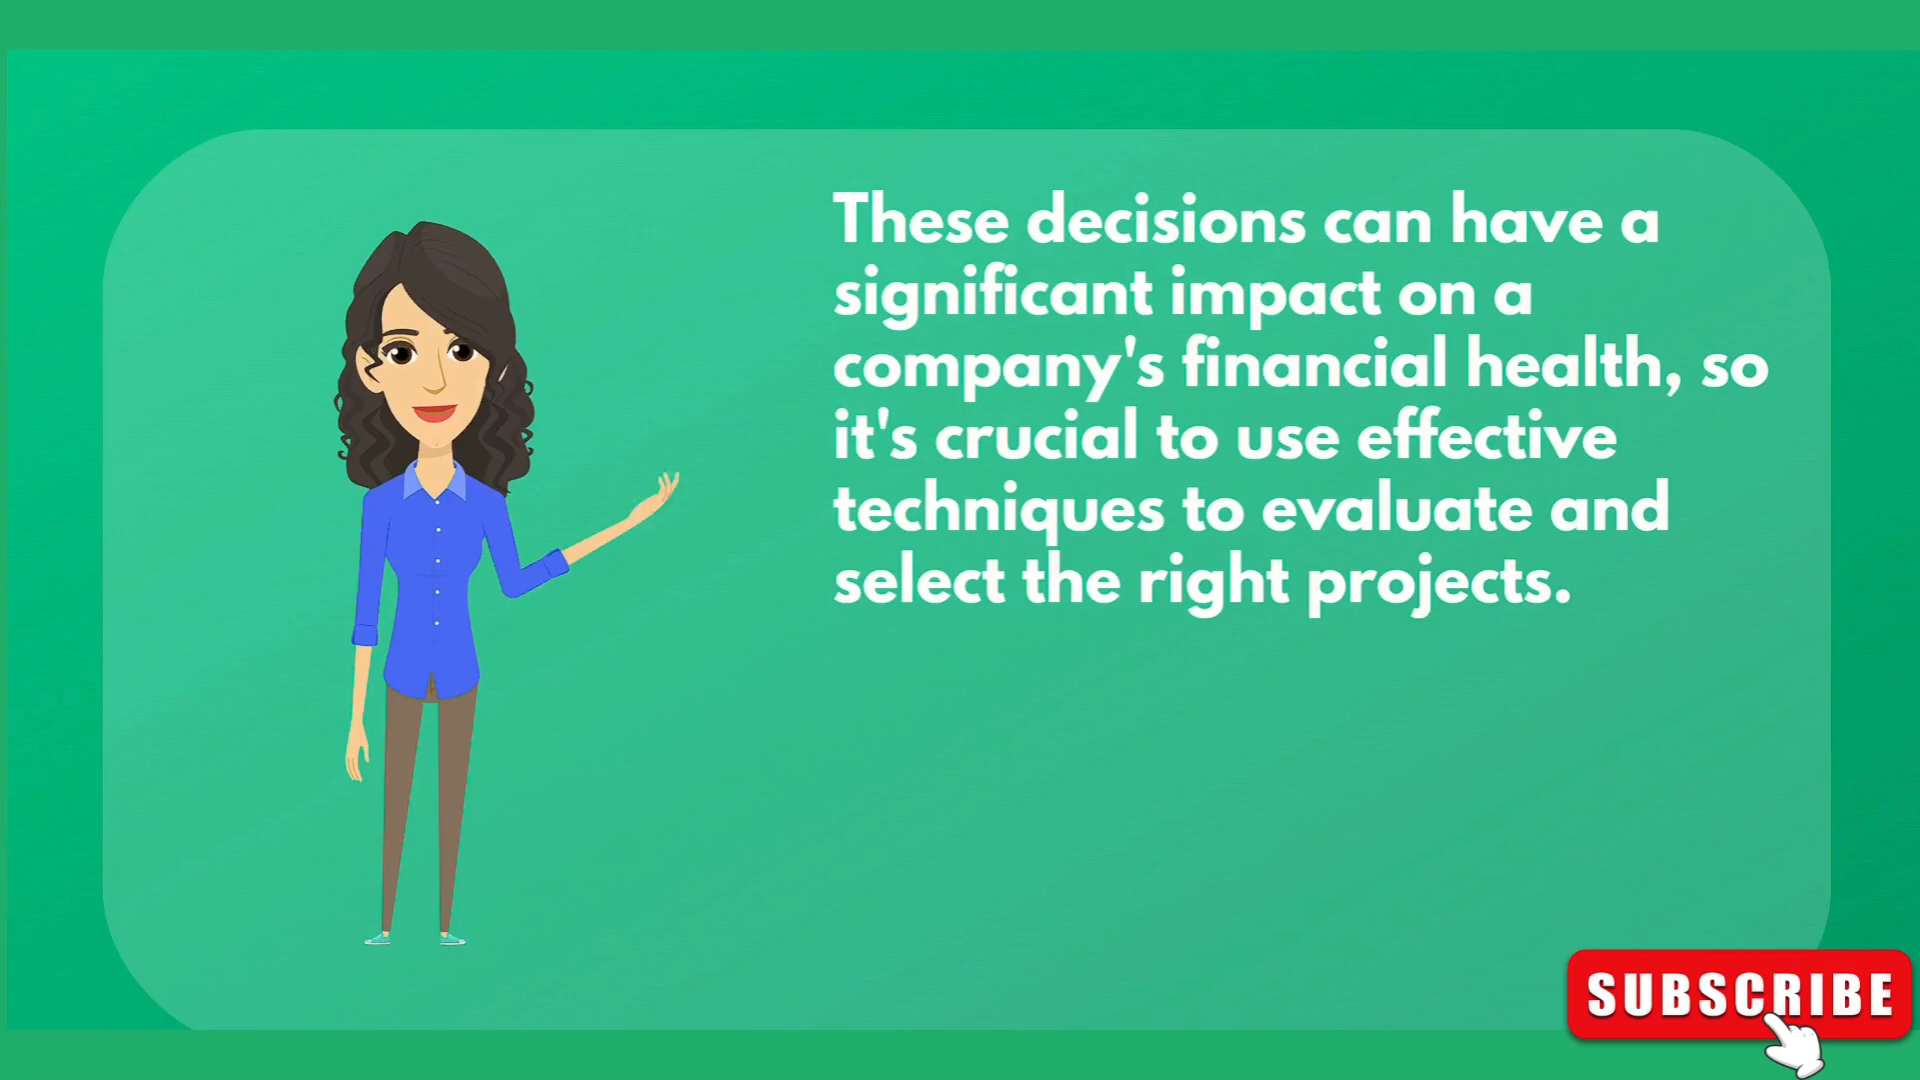 These decisions can have a
significant impact on a
company's financial health, so
it's crucial to use effective
techniques to evaluate and
select the right projects.
SUBSCRIBE